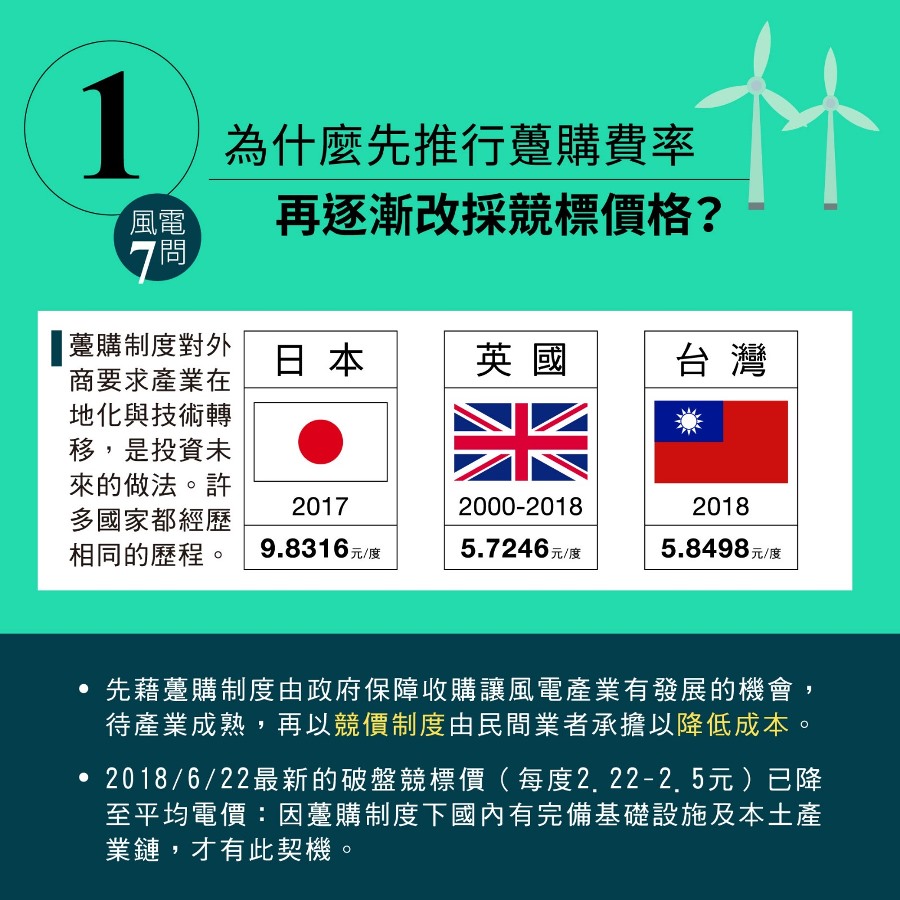 1
風電
7問
為什麼先推行躉購費率
再逐漸改採競標價格？
躉購制度對外
商要求產業在
地化與技術轉
移，是投資未
來的做法。許
多國家都經歷
相同的歷程。
日本
2017
9.8316元/度
英國
2000-2018
5.7246元/度
台灣
2018
5.8498元/度
• 先藉躉購制度由政府保障收購讓風電產業有發展的機會，
待產業成熟，再以競價制度由民間業者承擔以降低成本。
• 2018/6/22最新的破盤競標價（每度2.22-2.5元）已降
至平均電價：因躉購制度下國內有完備基礎設施及本土產
業鏈，才有此契機。